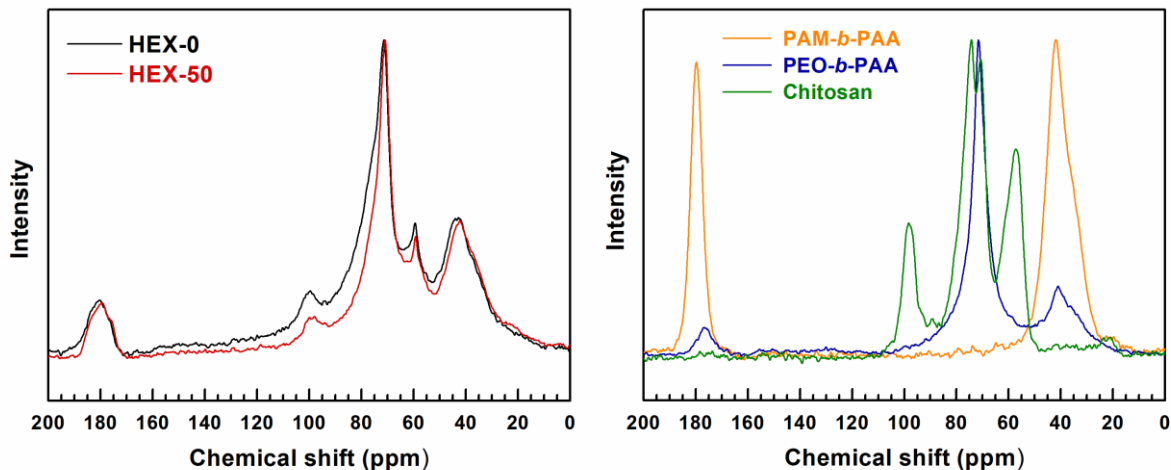 HEX-0
HEX-50
Intensity
200 180 160 140 120 100 80 60 40 20 0
Chemical shift (ppm)
PAM-b-PAA
PEO-b-PAA
Chitosan
Intensity
200 180 160 140 120 100 80 60 40 20 0
Chemical shift (ppm)